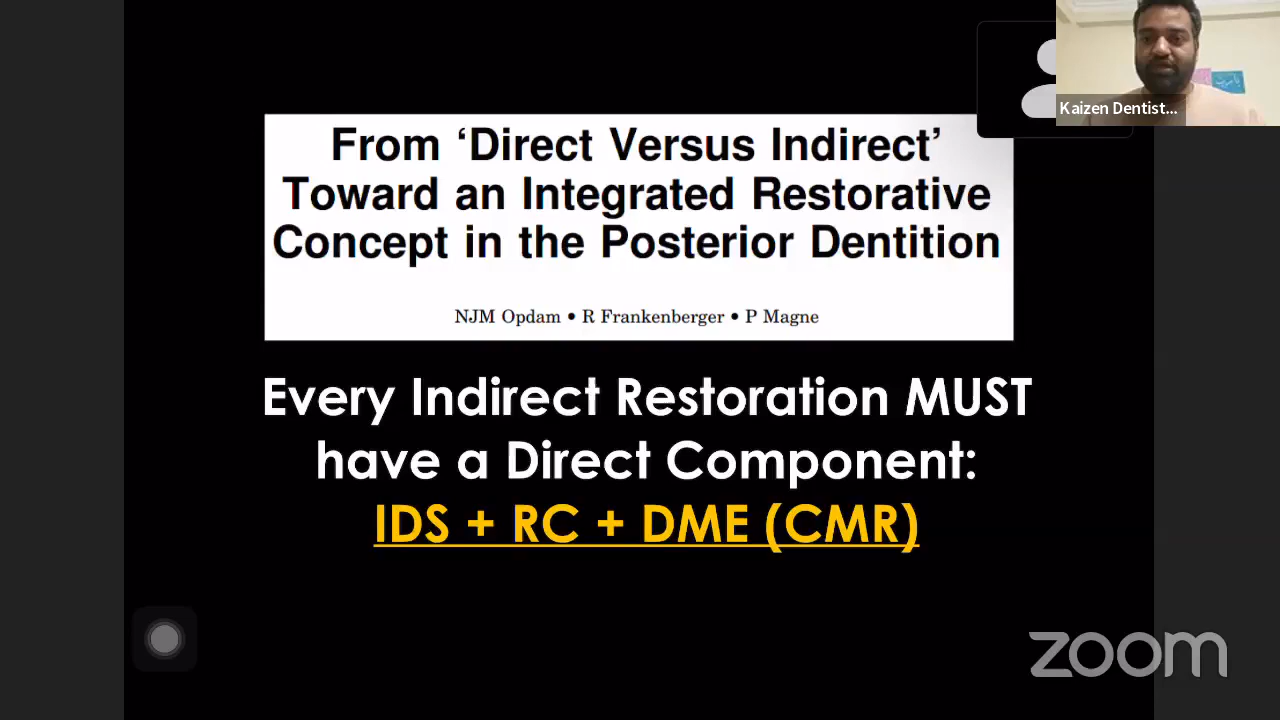 Kaizen Dentist...
From ‘Direct Versus Indirect’
Toward an Integrated Restorative
Concept in the Posterior Dentition
NJM Opdam • R Frankenberger • P Magne
Every Indirect Restoration MUST
have a Direct Component:
IDS + RC + DME (CMR)
zoom